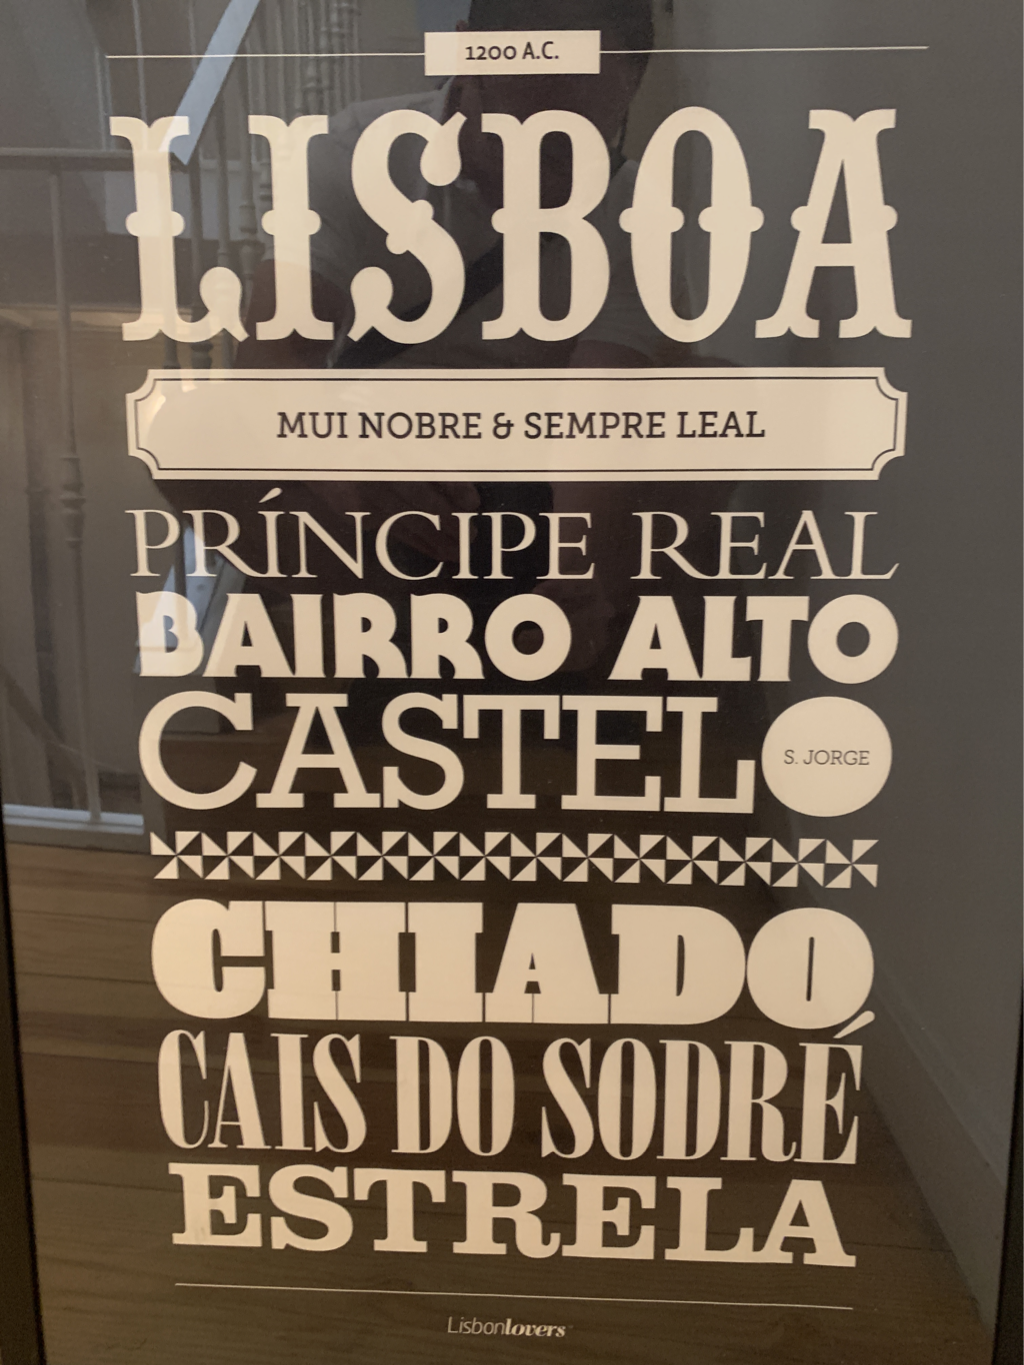 1200 A.C.
LISBOA
MUI NOBRE & SEMPRE LEAL
PRÍNCIPE REAL
BAIRRO ALTO
CASTELO
S. JORGE
CHIADO
CAIS DO SODRÉ
ESTRELA
Lisbonlovers